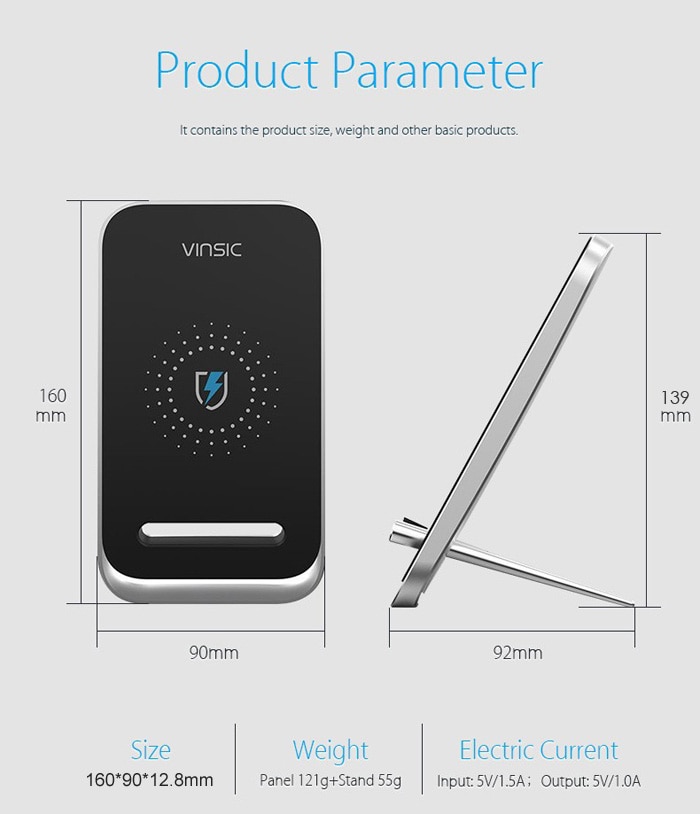 Product Parameter
It contains the product size, weight and other basic products.
VINSIC
160
mm
139
mm
90mm
92mm
Size
160*90*12.8mm
Weight
Panel 121g+Stand 55g
Electric Current
Input: 5V/1.5A; Output: 5V/1.0A